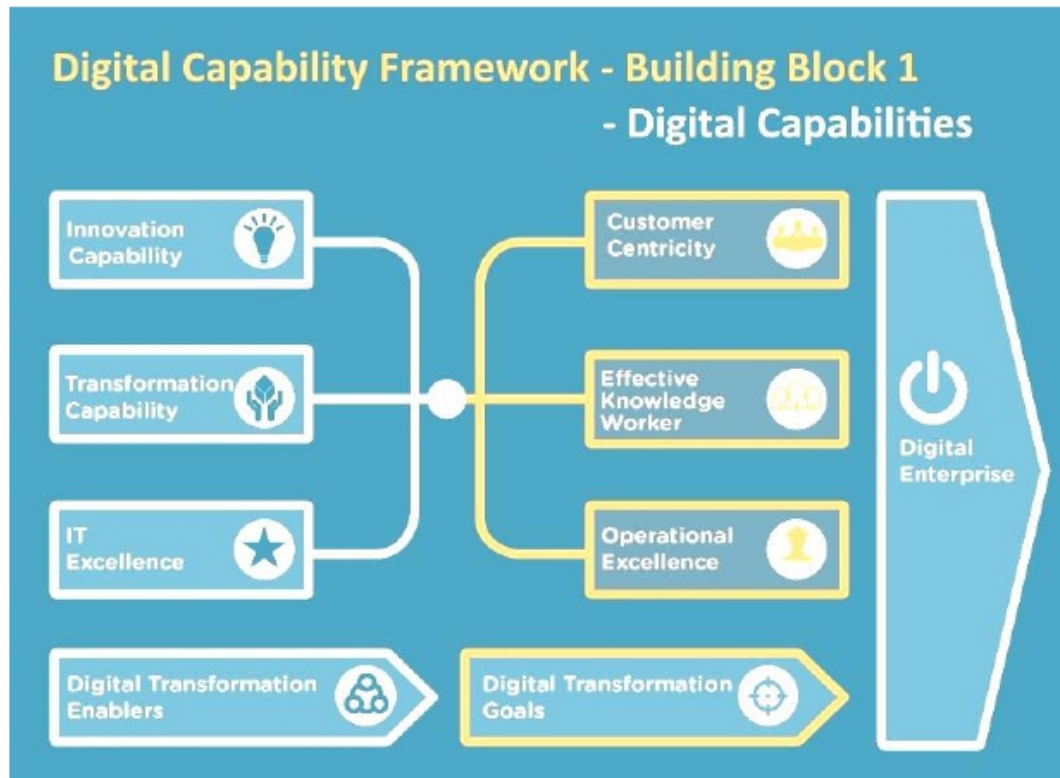 Digital Capability Framework - Building Block 1
- Digital Capabilities
Innovation
Capability
Customer
Centricity
Transformation
Capability
Effective
Knowledge
Worker
Digital
Enterprise
IT
Excellence
Operational
Excellence
Digital Transformation
Enablers
Digital Transformation
Goals